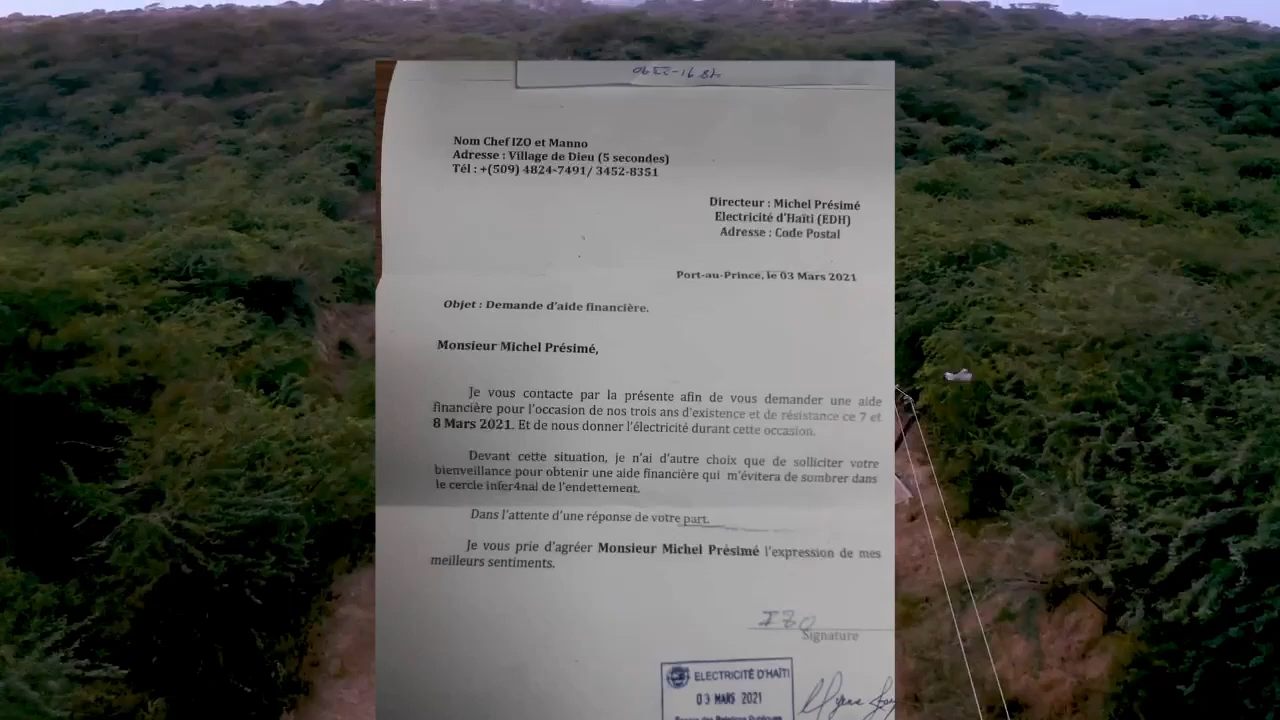 48 91-2390
Nom Chef IZO et Manno
Adresse : Village de Dieu (5 secondes)
Tél : +(509) 4824-7491/ 3452-8351
Directeur : Michel Présimé
Electricité d'Haïti (EDH)
Adresse : Code Postal
Port-au-Prince, le 03 Mars 2021
Objet : Demande d'aide financière.
Monsieur Michel Présimé,
Je vous contacte par la présente afin de vous demander une aide
financière pour l'occasion de nos trois ans d'existence et de résistance ce 7 et
8 Mars 2021. Et de nous donner l'électricité durant cette occasion.
Devant cette situation, je n'ai d'autre choix que de solliciter votre
bienveillance pour obtenir une aide financière qui m'évitera de sombrer dans
le cercle infer4nal de l'endettement.
Dans l'attente d'une réponse de votre part.
Je vous prie d'agréer Monsieur Michel Présimé l'expression de mes
meilleurs sentiments.
IZO
Signature
ELECTRICITÉ D'HAÏTI
03 MARS 2021